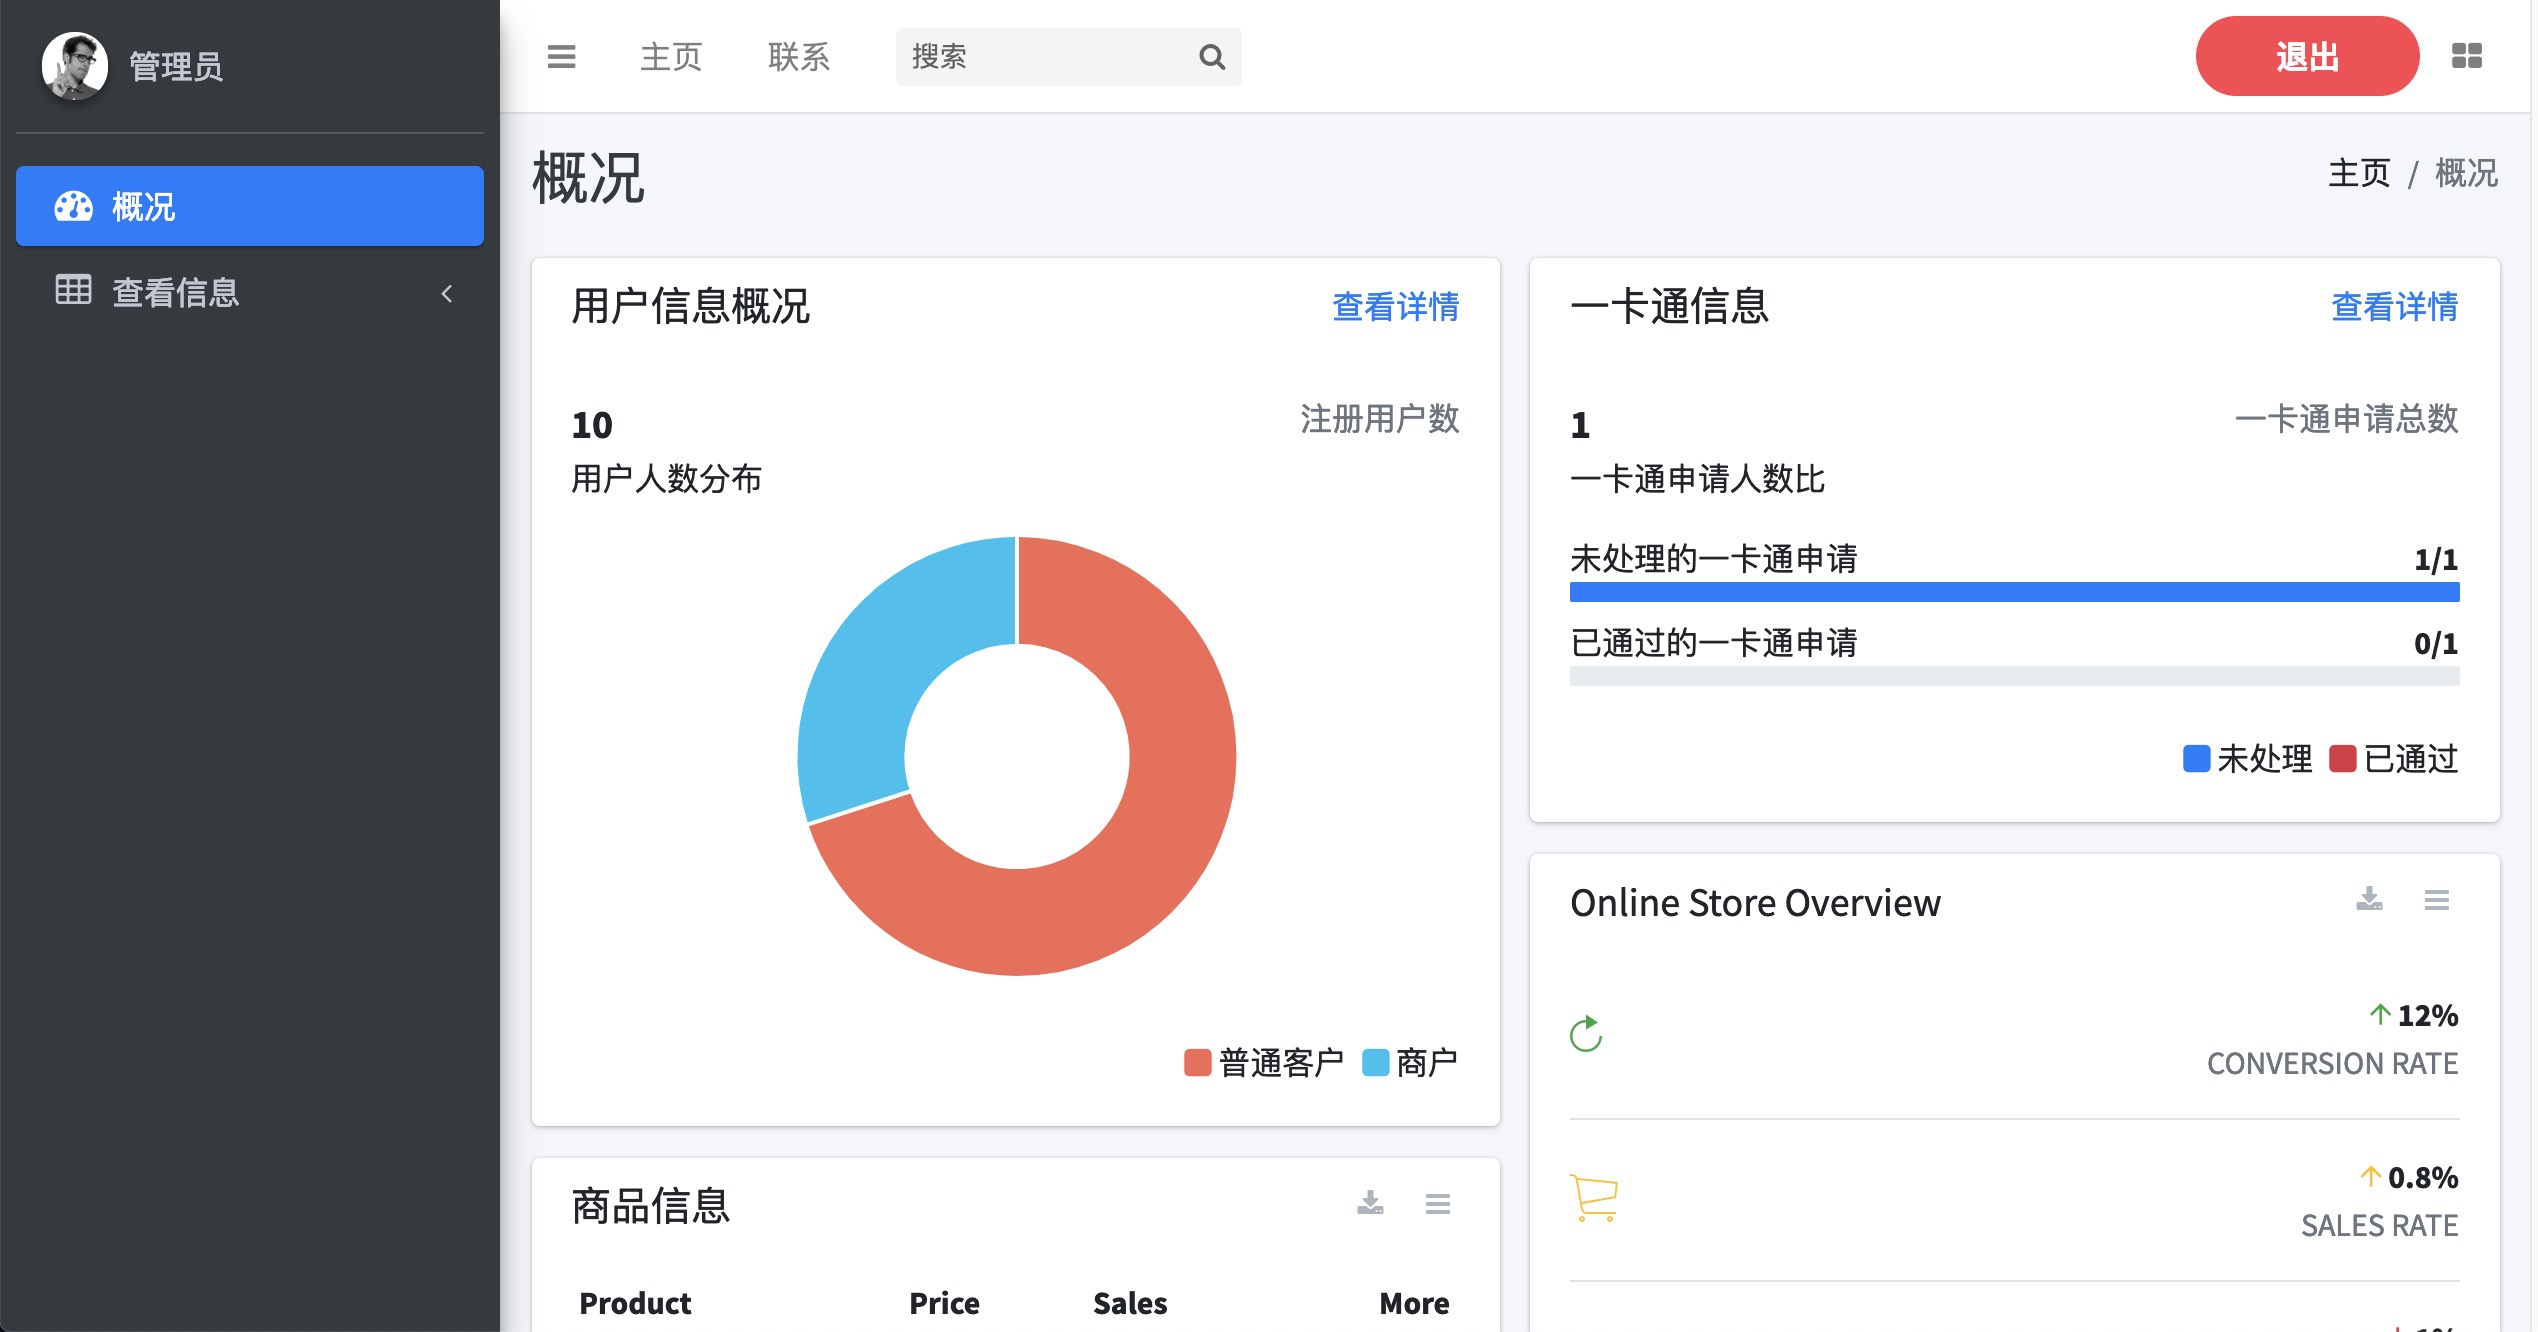 管理员
概况
查看信息
主页
联系
搜索
退出
概况
主页 / 概况
用户信息概况
查看详情
10
注册用户数
用户人数分布
普通客户 商户
商品信息
Product Price Sales More
一卡通信息
查看详情
1
一卡通申请总数
一卡通申请人数比
未处理的一卡通申请 1/1
已通过的一卡通申请 0/1
未处理 已通过
Online Store Overview
12%
CONVERSION RATE
0.8%
SALES RATE